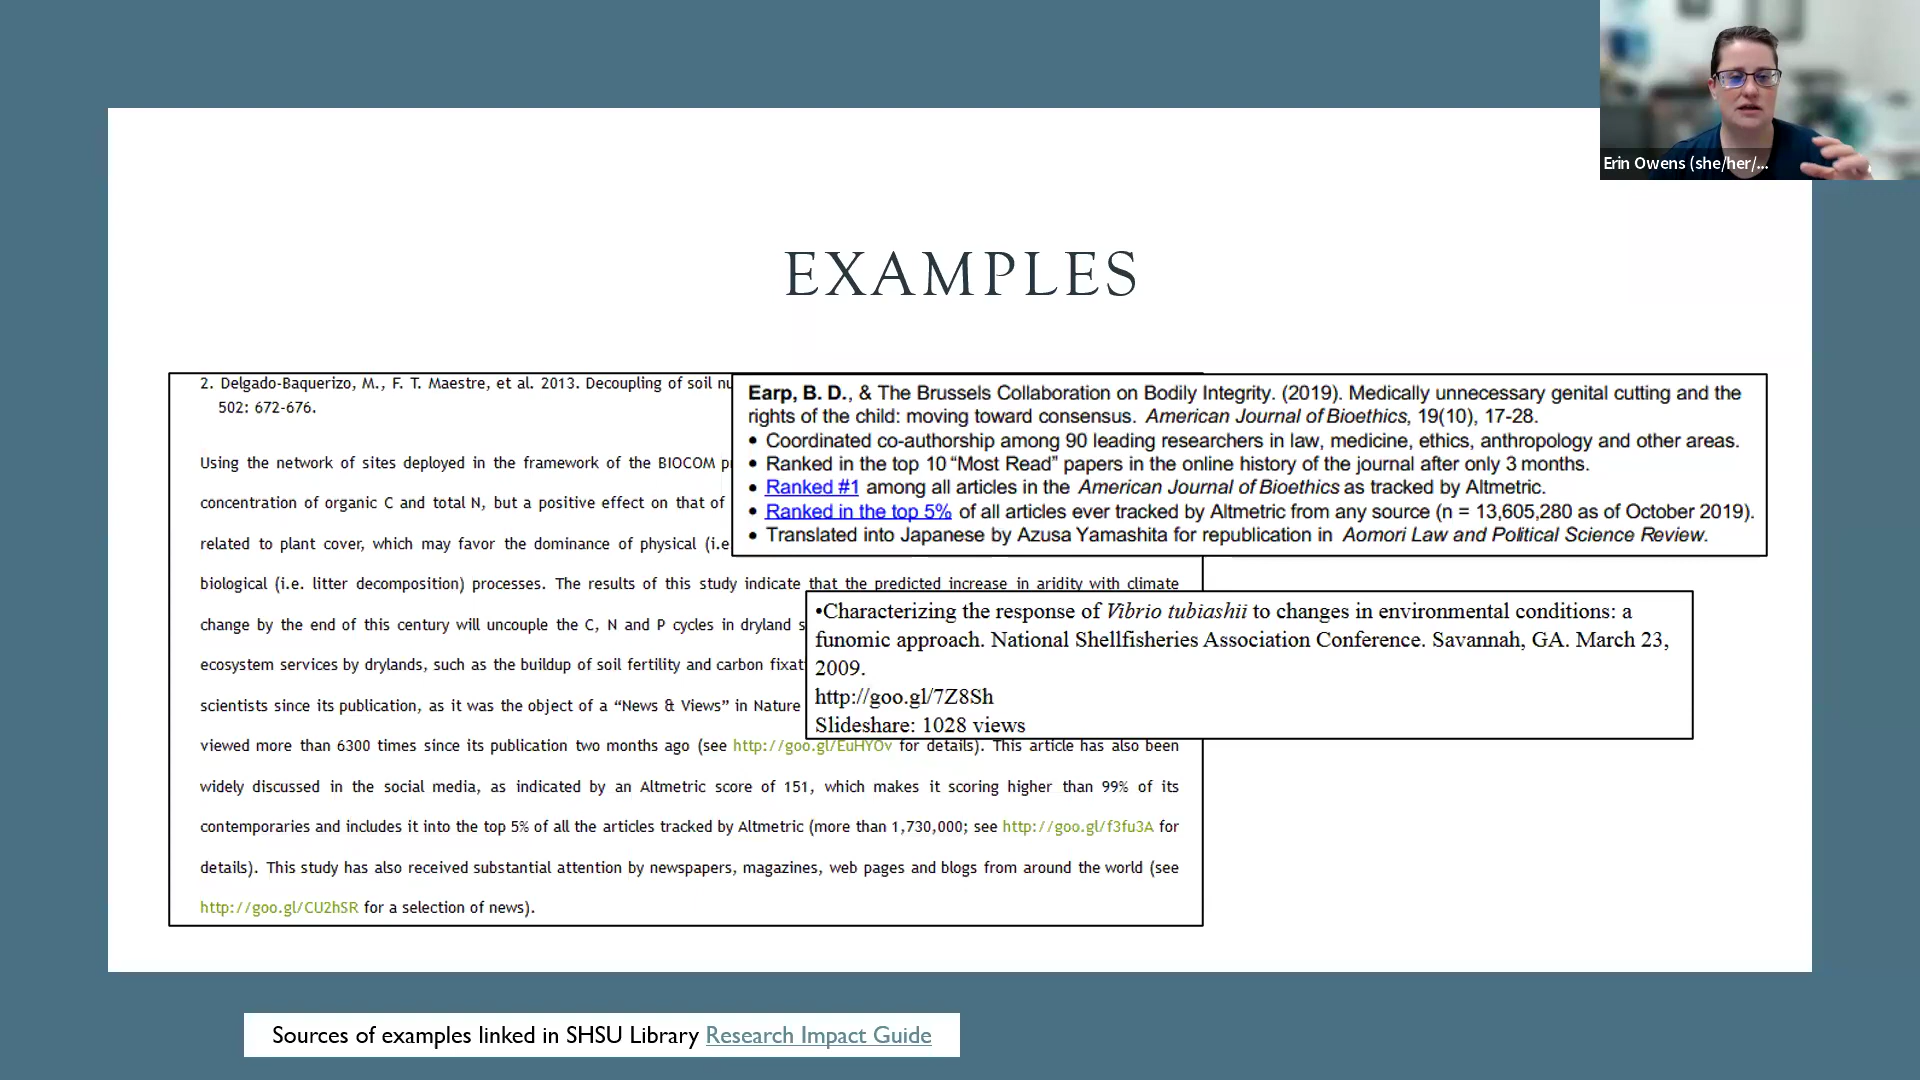 Erin Owens (she/her/...
EXAMPLES
2. Delgado-Baquerizo, M., F. T. Maestre, et al. 2013. Decoupling of soil nu
502: 672-676.
Using the network of sites deployed in the framework of the BIOCOM p
concentration of organic C and total N, but a positive effect on that of
related to plant cover, which may favor the dominance of physical (i.e
biological (i.e. litter decomposition) processes. The results of this study indicate that the predicted increase in aridity with climate
change by the end of this century will uncouple the C, N and P cycles in dryland s
ecosystem services by drylands, such as the buildup of soil fertility and carbon fixat
scientists since its publication, as it was the object of a “News & Views” in Nature
viewed more than 6300 times since its publication two months ago (see http://goo.gl/EuHYOv for details). This article has also been
widely discussed in the social media, as indicated by an Altmetric score of 151, which makes it scoring higher than 99% of its
contemporaries and includes it into the top 5% of all the articles tracked by Altmetric (more than 1,730,000; see http://goo.gl/f3fu3A for
details). This study has also received substantial attention by newspapers, magazines, web pages and blogs from around the world (see
http://goo.gl/CU2hSR for a selection of news).
Earp, B. D., & The Brussels Collaboration on Bodily Integrity. (2019). Medically unnecessary genital cutting and the
rights of the child: moving toward consensus. American Journal of Bioethics, 19(10), 17-28.
• Coordinated co-authorship among 90 leading researchers in law, medicine, ethics, anthropology and other areas.
• Ranked in the top 10 “Most Read” papers in the online history of the journal after only 3 months.
• Ranked #1 among all articles in the American Journal of Bioethics as tracked by Altmetric.
• Ranked in the top 5% of all articles ever tracked by Altmetric from any source (n = 13,605,280 as of October 2019).
• Translated into Japanese by Azusa Yamashita for republication in Aomori Law and Political Science Review.
•Characterizing the response of Vibrio tubiashii to changes in environmental conditions: a
funomic approach. National Shellfisheries Association Conference. Savannah, GA. March 23,
2009.
http://goo.gl/7Z8Sh
Slideshare: 1028 views
Sources of examples linked in SHSU Library Research Impact Guide